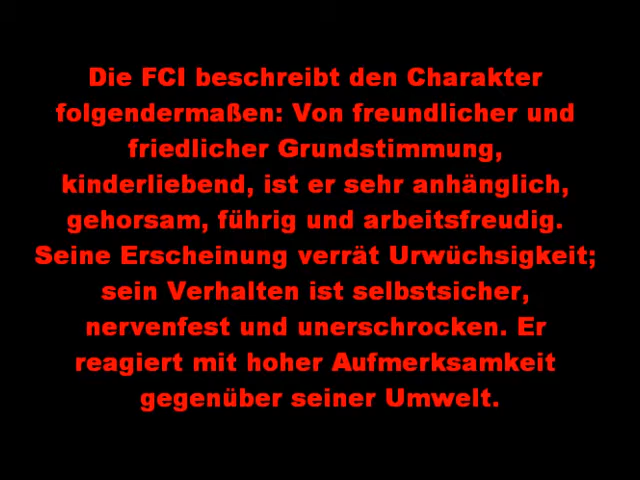 Die FCI beschreibt den Charakter
folgendermaßen: Von freundlicher und
friedlicher Grundstimmung,
kinderliebend, ist er sehr anhänglich,
gehorsam, führig und arbeitsfreudig.
Seine Erscheinung verrät Urwüchsigkeit;
sein Verhalten ist selbstsicher,
nervenfest und unerschrocken. Er
reagiert mit hoher Aufmerksamkeit
gegenüber seiner Umwelt.